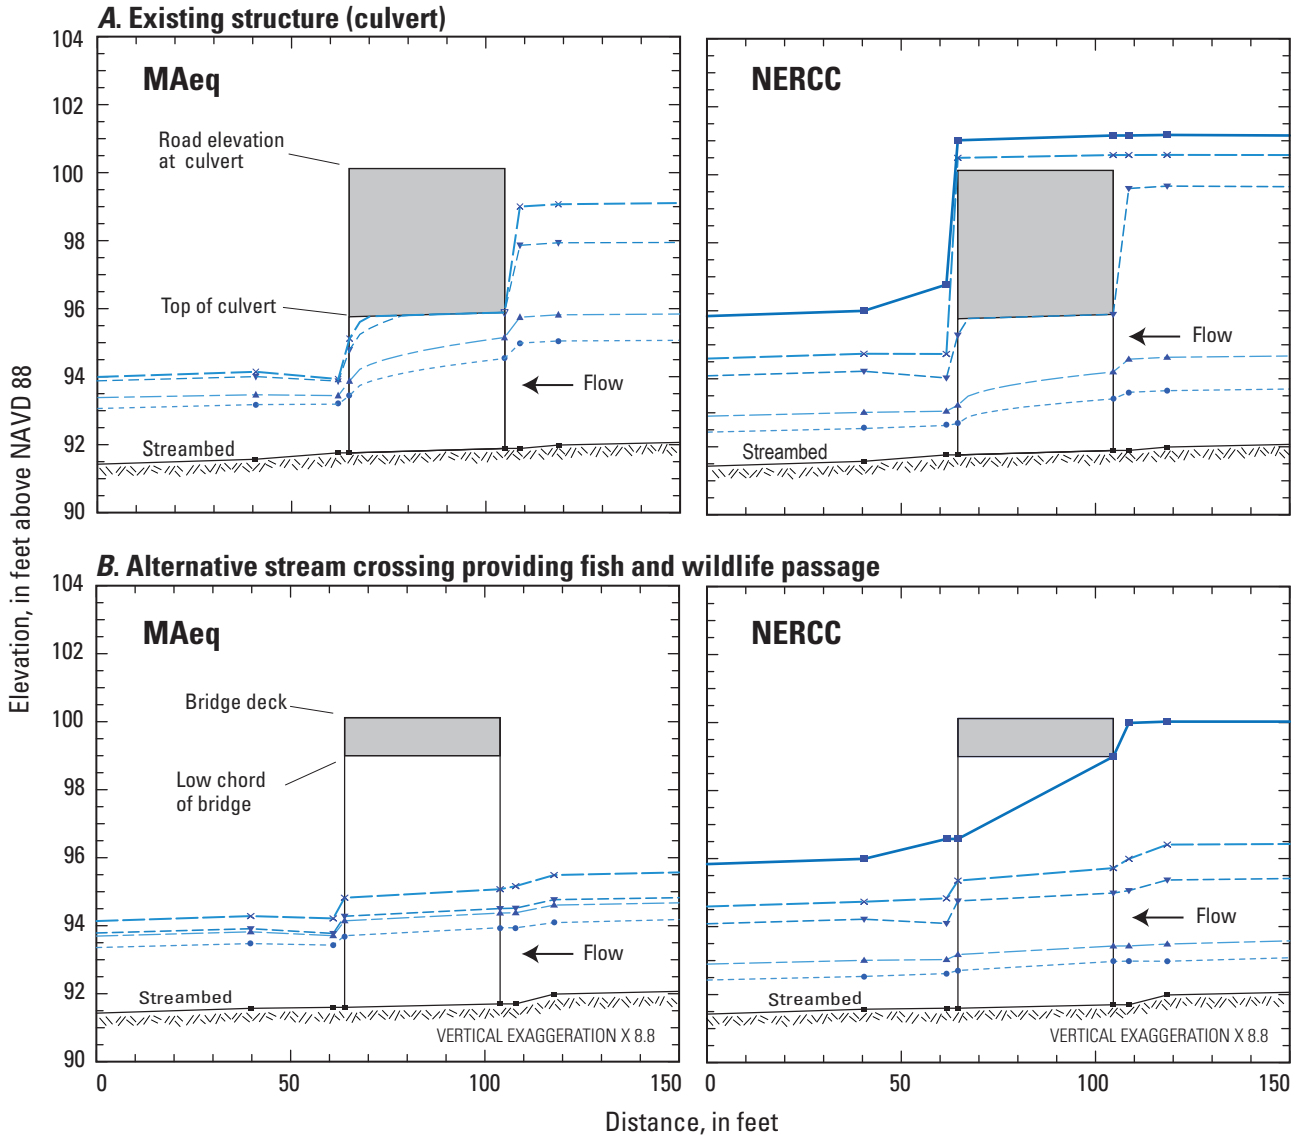 A. Existing structure (culvert)
MAeq
NERCC
104
102
100
98
96
94
92
90
Road elevation
at culvert
Top of culvert
Flow
Streambed
Flow
Streambed
Elevation, in feet above NAVD 88
B. Alternative stream crossing providing fish and wildlife passage
MAeq
NERCC
104
102
100
98
96
94
92
90
Bridge deck
Low chord
of bridge
Flow
Streambed
VERTICAL EXAGGERATION X 8.8
Flow
Streambed
VERTICAL EXAGGERATION X 8.8
0 50 100 150
0 50 100 150
Distance, in feet